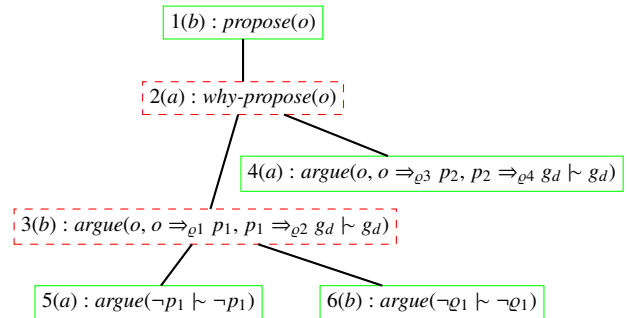 1(b) : propose(o)
2(a) : why-propose(o)
4(a) : argue(o, o ⇒ϱ3 p2, p2 ⇒ϱ4 gd |∼ gd)
3(b) : argue(o, o ⇒ϱ1 p1, p1 ⇒ϱ2 gd |∼ gd)
5(a) : argue(¬p1 |∼ ¬p1)
6(b) : argue(¬ϱ1 |∼ ¬ϱ1)